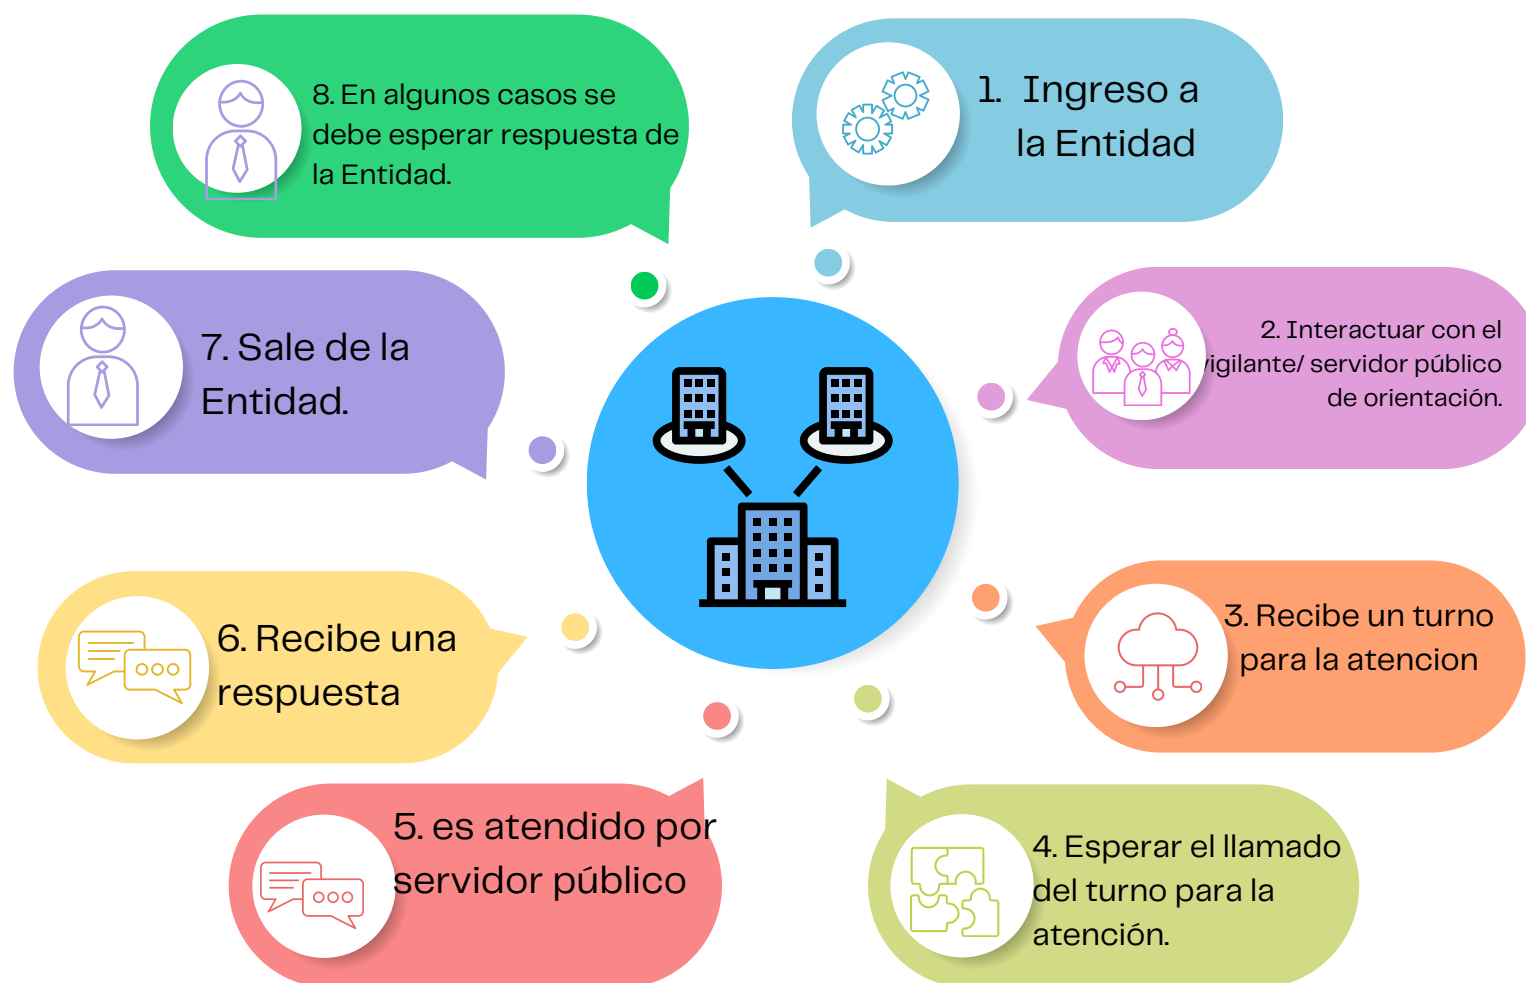 1. Ingreso a
la Entidad
2. Interactuar con el
vigilante/ servidor público
de orientación.
3. Recibe un turno
para la atencion
4. Esperar el llamado
del turno para la
atención.
5. es atendido por
servidor público
6. Recibe una
respuesta
7. Sale de la
Entidad.
8. En algunos casos se
debe esperar respuesta de
la Entidad.